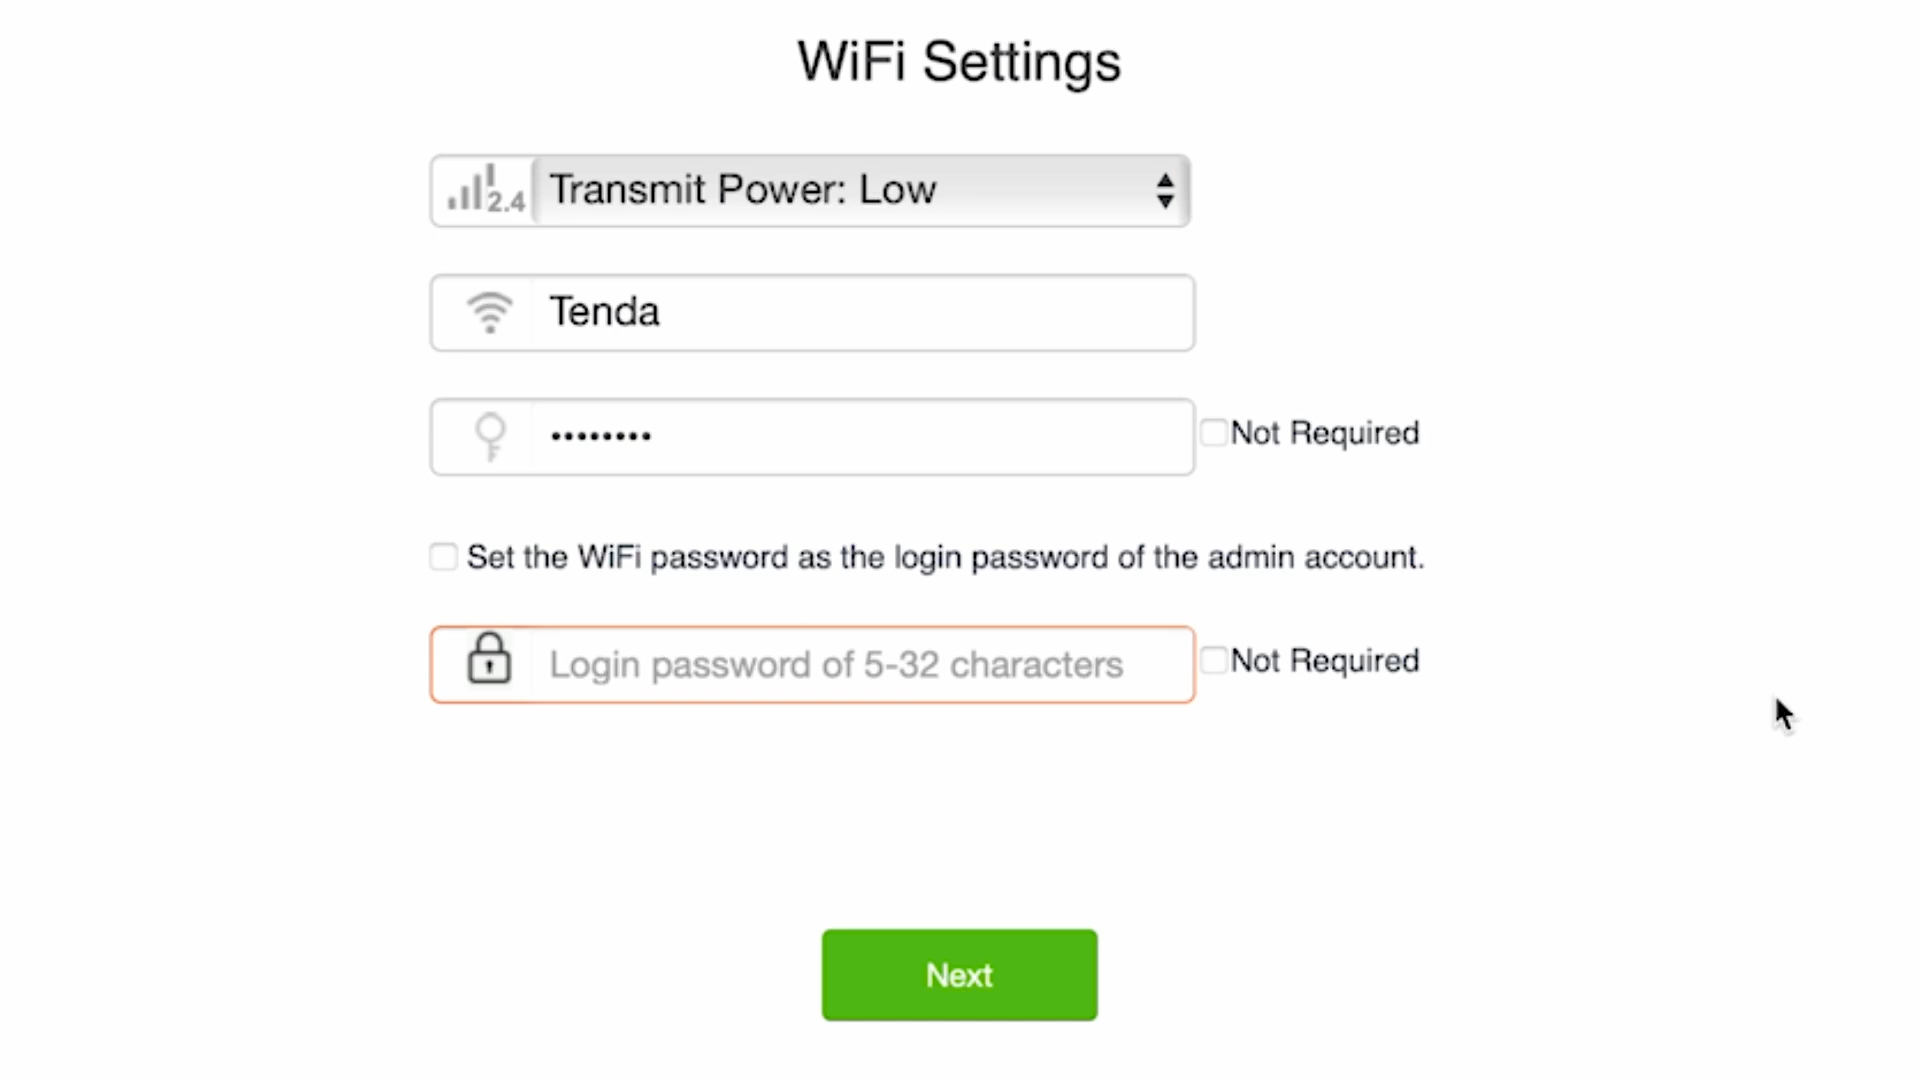 WiFi Settings
2.4 Transmit Power: Low
Tenda
•••••••••
Not Required
Set the WiFi password as the login password of the admin account.
Login password of 5-32 characters
Not Required
Next